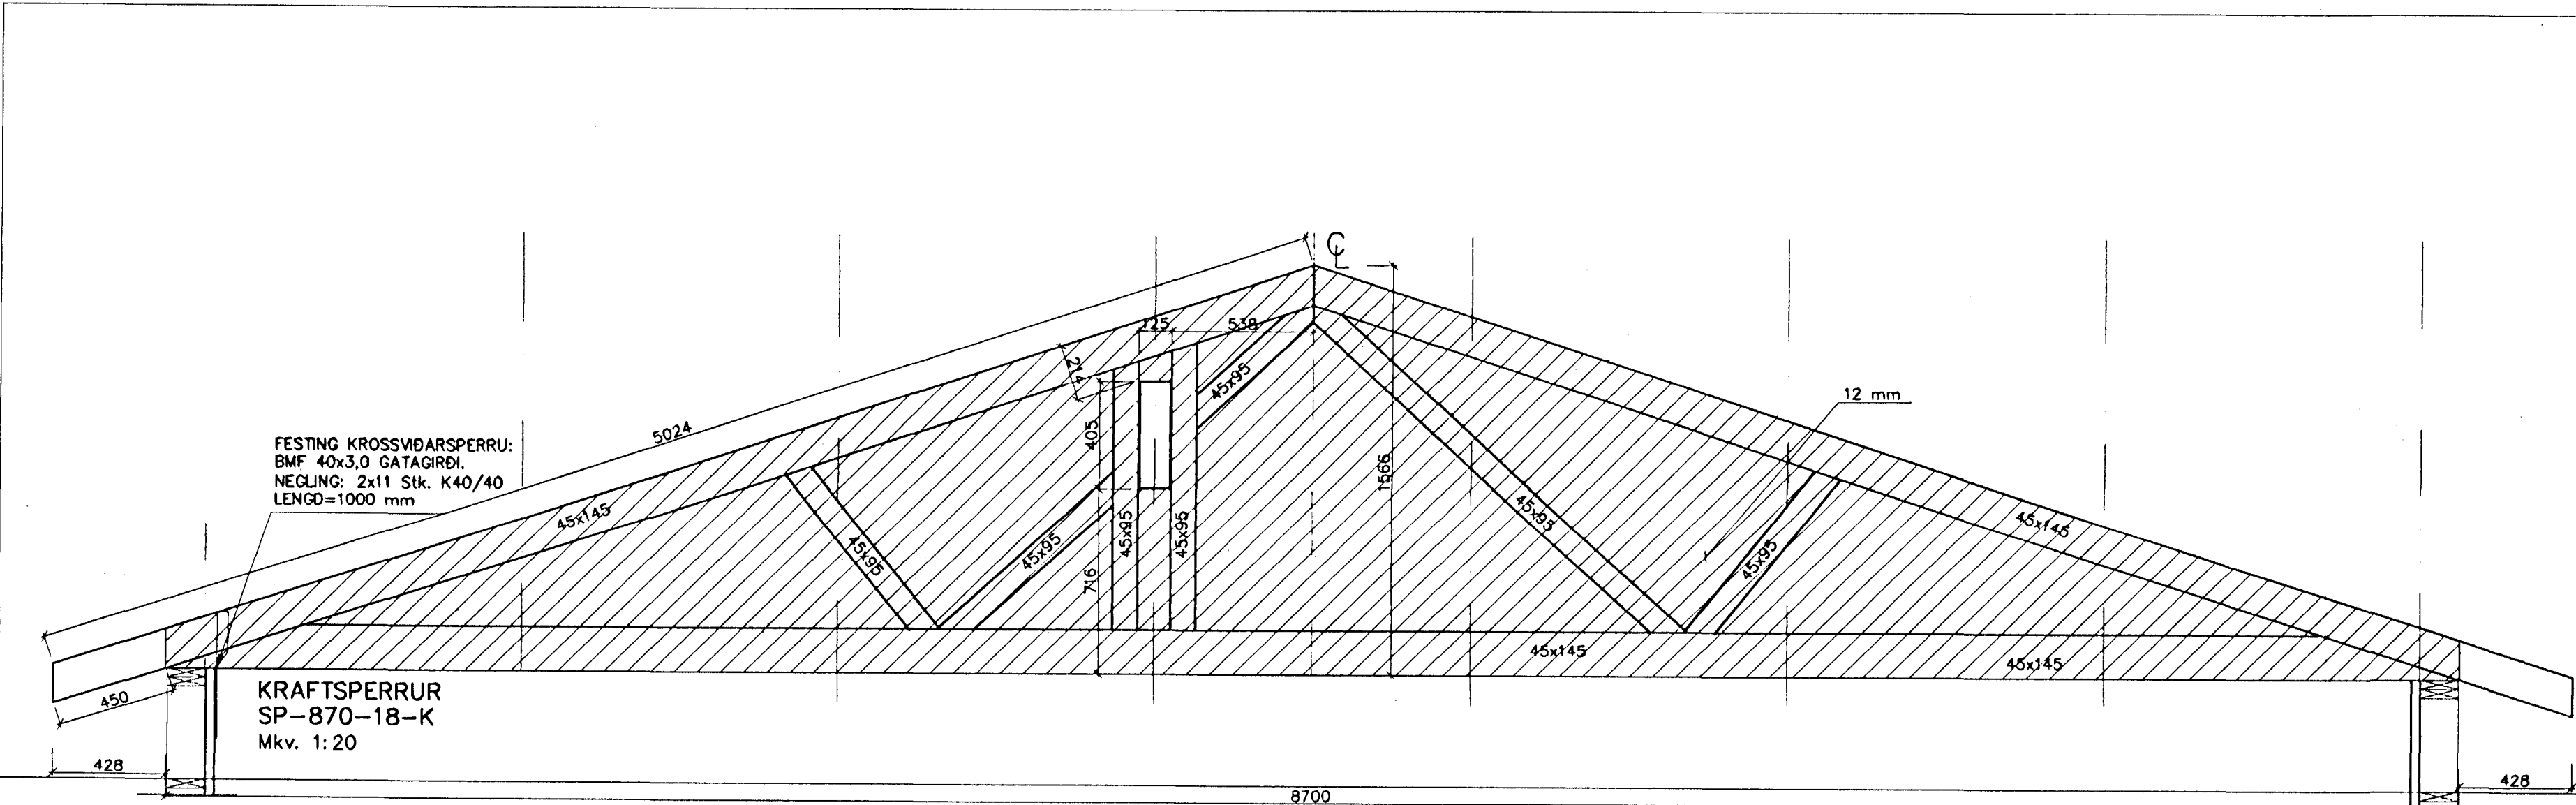 ℄
125
538
214
45x95
12 mm
5024
405
1566
FESTING KROSSVIÐARSPERRU:
BMF 40x3,0 GATAGIRÐI.
NEGLING: 2x11 Stk. K40/40
LENGD=1000 mm
45x145
45x95
45x95
45x95
45x95
45x95
45x95
45x145
716
45x145
45x145
450
KRAFTSPERRUR
SP-870-18-K
Mkv. 1:20
428
8700
428